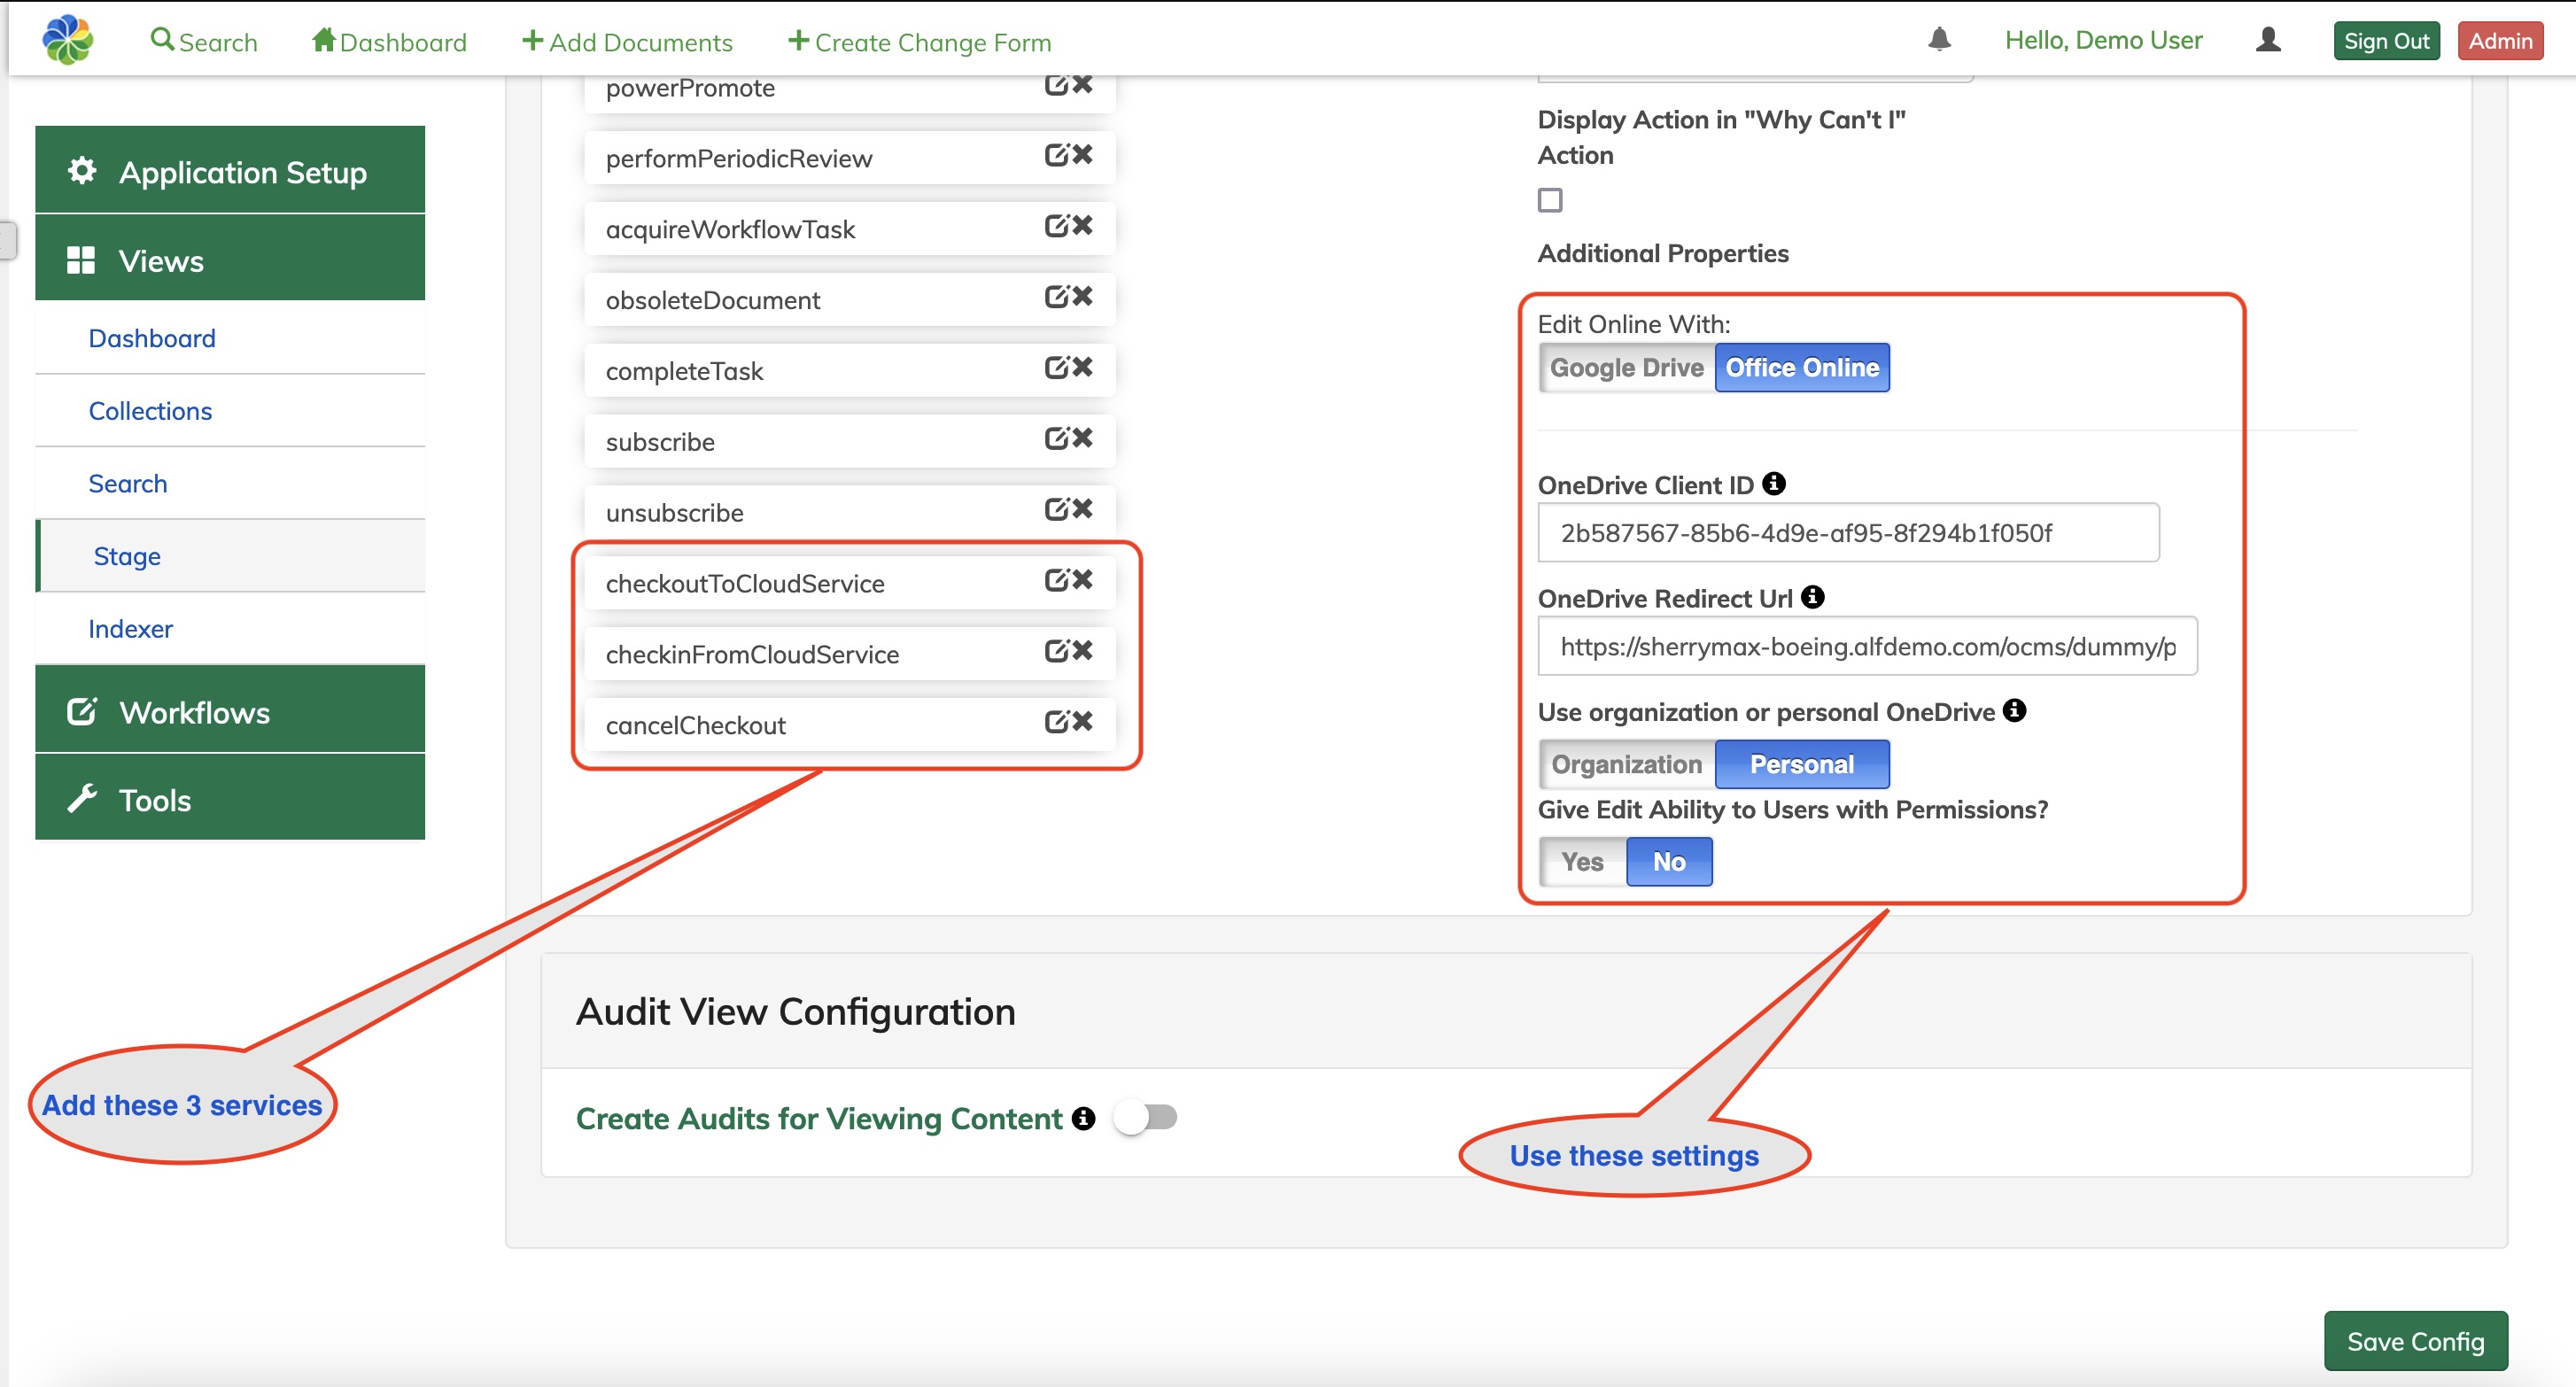 Search
Dashboard
Add Documents
Create Change Form
Hello, Demo User
Sign Out
Admin
Application Setup
Views
Dashboard
Collections
Search
Stage
Indexer
Workflows
Tools
powerPromote
performPeriodicReview
acquireWorkflowTask
obsoleteDocument
completeTask
subscribe
unsubscribe
checkoutToCloudService
checkinFromCloudService
cancelCheckout
Add these 3 services
Display Action in "Why Can't I"
Action
Additional Properties
Edit Online With:
Google Drive Office Online
OneDrive Client ID
2b587567-85b6-4d9e-af95-8f294b1f050f
OneDrive Redirect Url
https://sherrymax-boeing.alfdemo.com/ocms/dummy/p
Use organization or personal OneDrive
Organization Personal
Give Edit Ability to Users with Permissions?
Yes No
Use these settings
Audit View Configuration
Create Audits for Viewing Content
Save Config